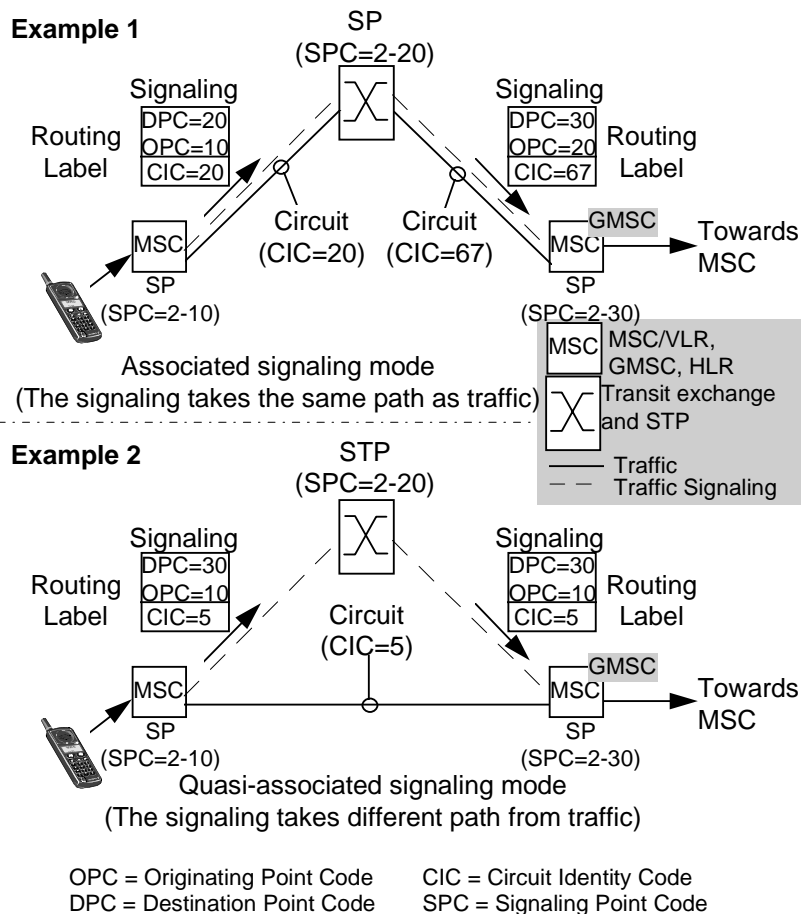 Example 1
SP
(SPC=2-20)
Signaling
DPC=20
OPC=10
CIC=20
Routing
Label
Signaling
DPC=30
OPC=20
CIC=67
Routing
Label
Circuit
(CIC=20)
Circuit
(CIC=67)
MSC
SP
(SPC=2-10)
GMSC
MSC
SP
(SPC=2-30)
Towards
MSC
Associated signaling mode
(The signaling takes the same path as traffic)
MSC
MSC/VLR,
GMSC, HLR
Transit exchange
and STP
Traffic
Traffic Signaling
Example 2
STP
(SPC=2-20)
Signaling
DPC=30
OPC=10
CIC=5
Routing
Label
Signaling
DPC=30
OPC=10
CIC=5
Routing
Label
Circuit
(CIC=5)
MSC
SP
(SPC=2-10)
GMSC
MSC
SP
(SPC=2-30)
Towards
MSC
Quasi-associated signaling mode
(The signaling takes different path from traffic)
OPC = Originating Point Code
CIC = Circuit Identity Code
DPC = Destination Point Code
SPC = Signaling Point Code